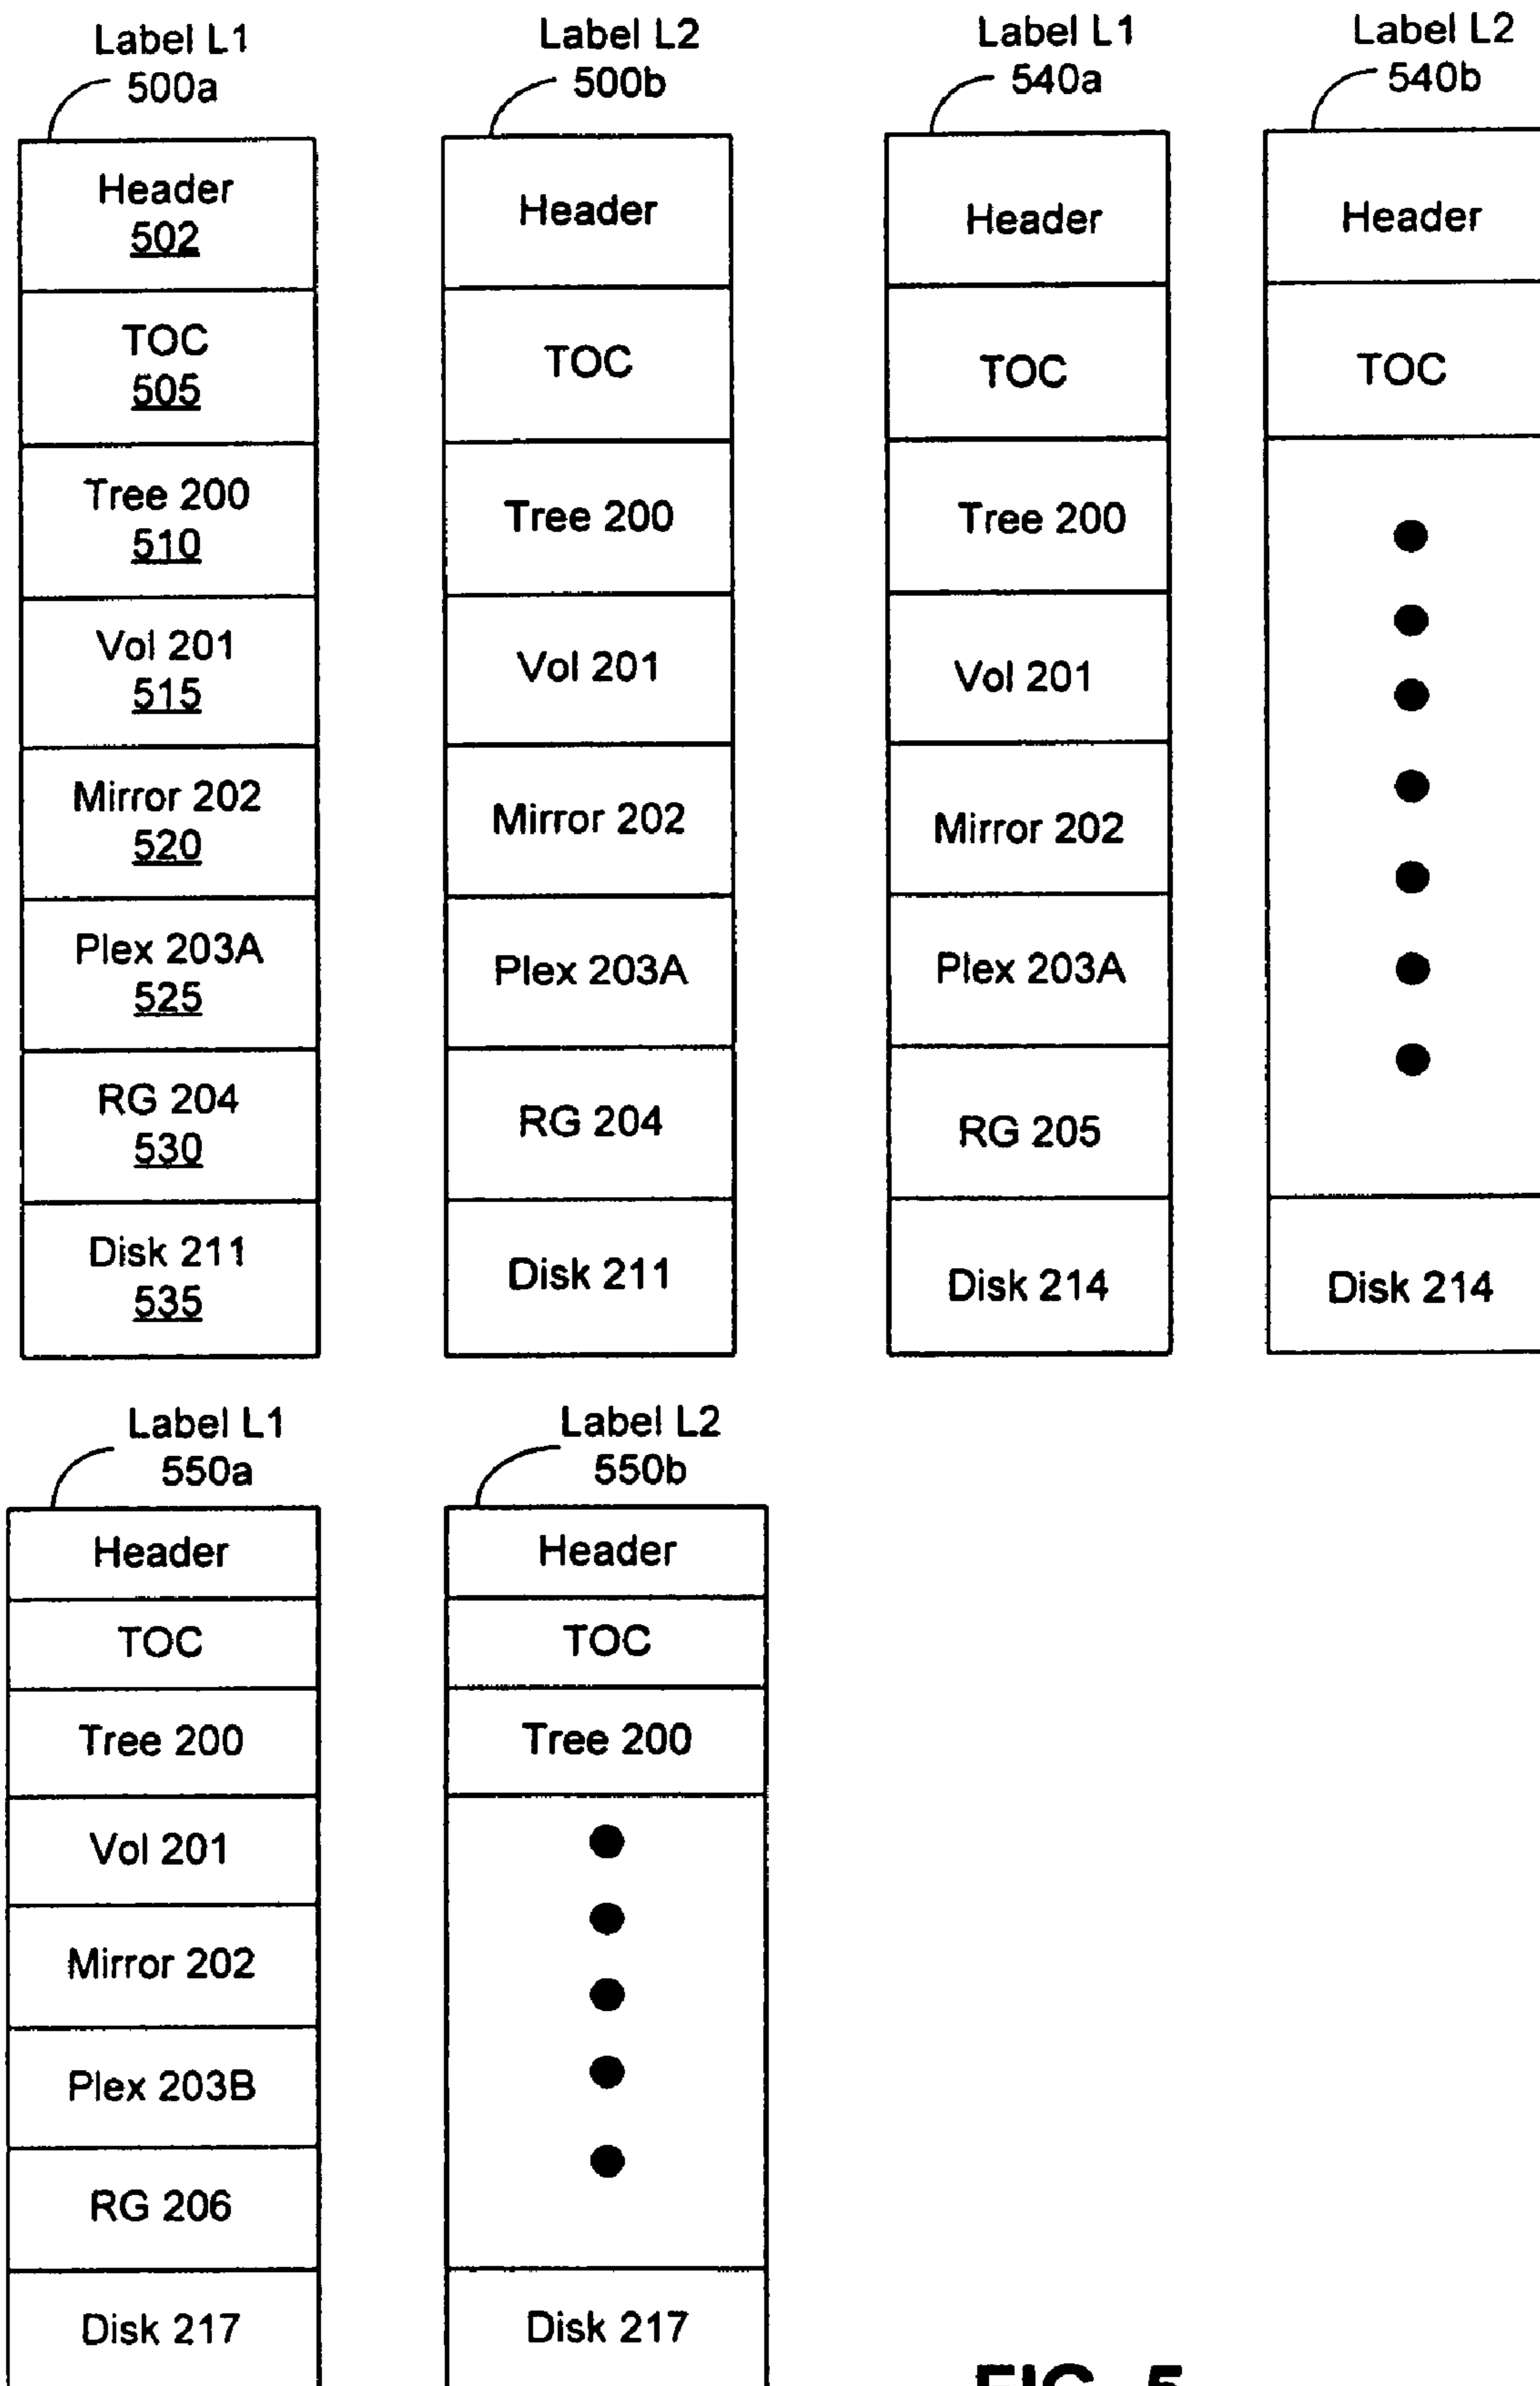 Label L1
500a
Header
502
TOC
505
Tree 200
510
Vol 201
515
Mirror 202
520
Plex 203A
525
RG 204
530
Disk 211
535
Label L2
500b
Header
TOC
Tree 200
Vol 201
Mirror 202
Plex 203A
RG 204
Disk 211
Label L1
540a
Header
TOC
Tree 200
Vol 201
Mirror 202
Plex 203A
RG 205
Disk 214
Label L2
540b
Header
TOC
Disk 214
Label L1
550a
Header
TOC
Tree 200
Vol 201
Mirror 202
Plex 203B
RG 206
Disk 217
Label L2
550b
Header
TOC
Tree 200
Disk 217
FIG. 5